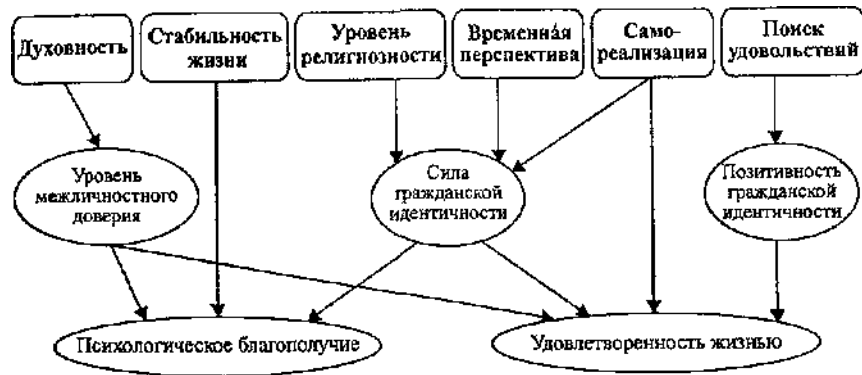 Духовность
Стабильность
жизни
Уровень
религиозности
Временная
перспектива
Само-
реализация
Поиск
удовольствий
Уровень
межличностного
доверия
Сила
гражданской
идентичности
Позитивность
гражданской
идентичности
Психологическое благополучие
Удовлетворенность жизнью